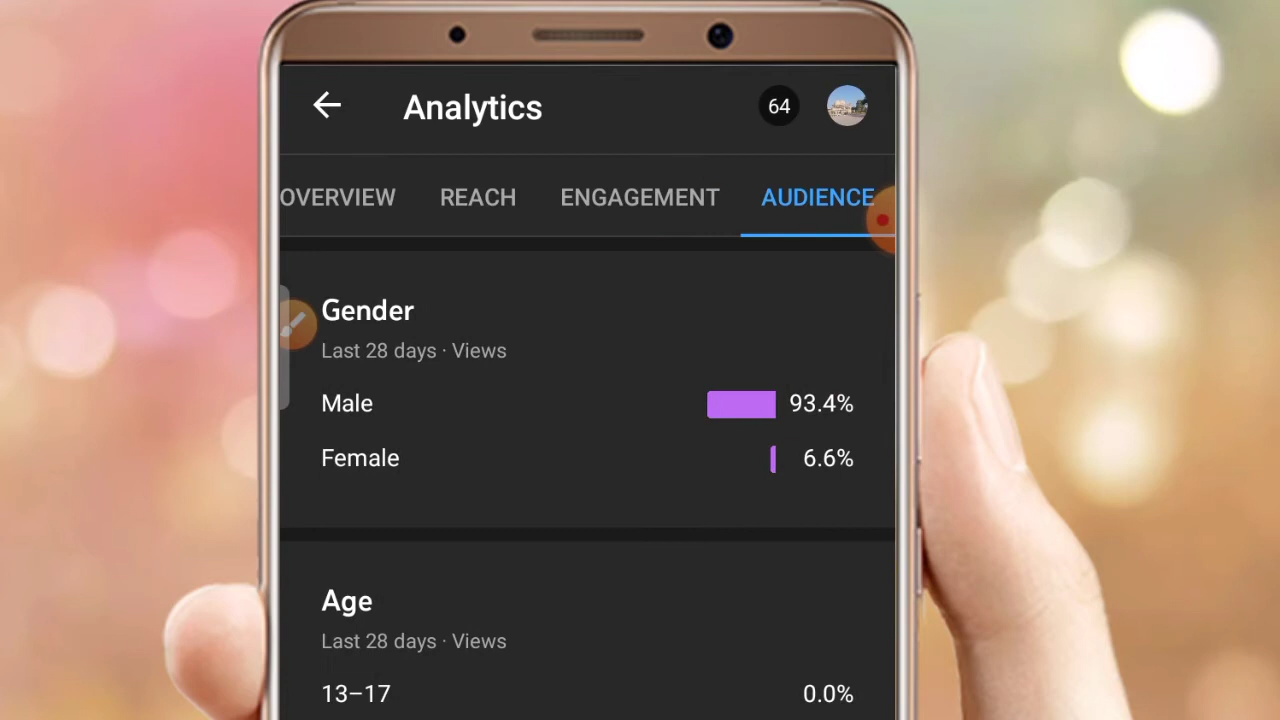 Analytics
64
OVERVIEW REACH ENGAGEMENT AUDIENCE
Gender
Last 28 days · Views
Male 93.4%
Female 6.6%
Age
Last 28 days · Views
13–17 0.0%